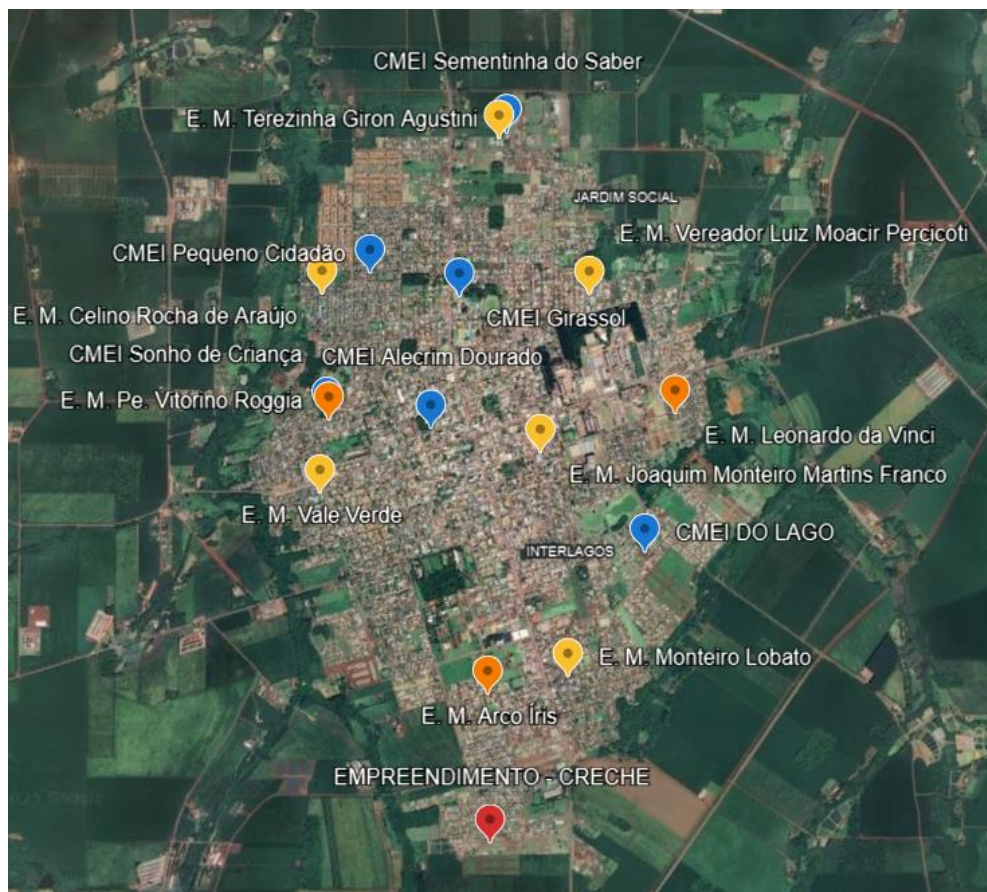 CMEI Sementinha do Saber
E. M. Terezinha Giron Agustini
JARDIM SOCIAL
E. M. Vereador Luiz Moacir Percicoti
CMEI Pequeno Cidadão
E. M. Celino Rocha de Araújo
CMEI Girassol
CMEI Sonho de Criança
CMEI Alecrim Dourado
E. M. Pe. Vitorino Roggia
E. M. Leonardo da Vinci
E. M. Joaquim Monteiro Martins Franco
E. M. Vale Verde
CMEI DO LAGO
INTERLAGOS
E. M. Monteiro Lobato
E. M. Arco Íris
EMPREENDIMENTO - CRECHE